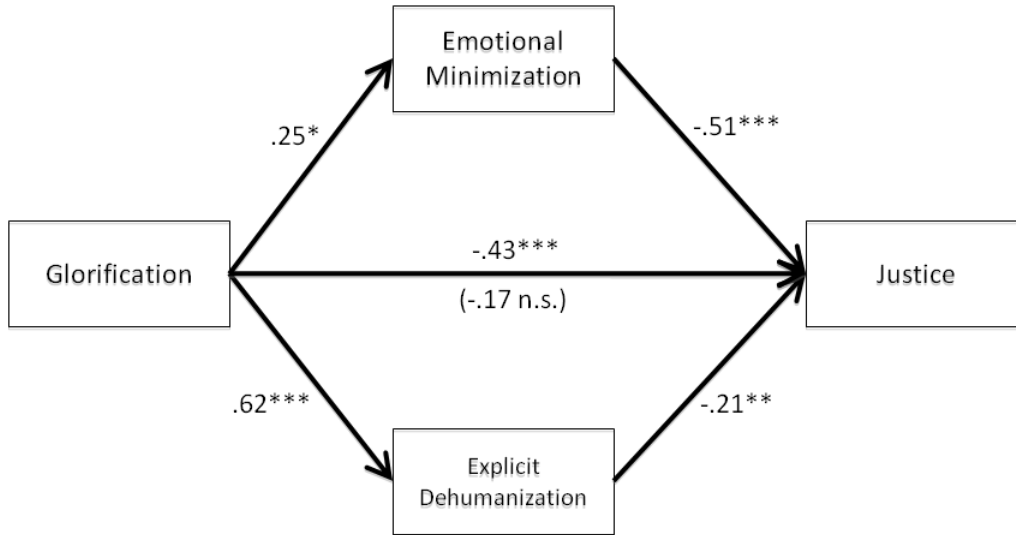 Emotional
Minimization
.25*
-.51***
Glorification
-.43***
(-.17 n.s.)
Justice
.62***
-.21**
Explicit
Dehumanization